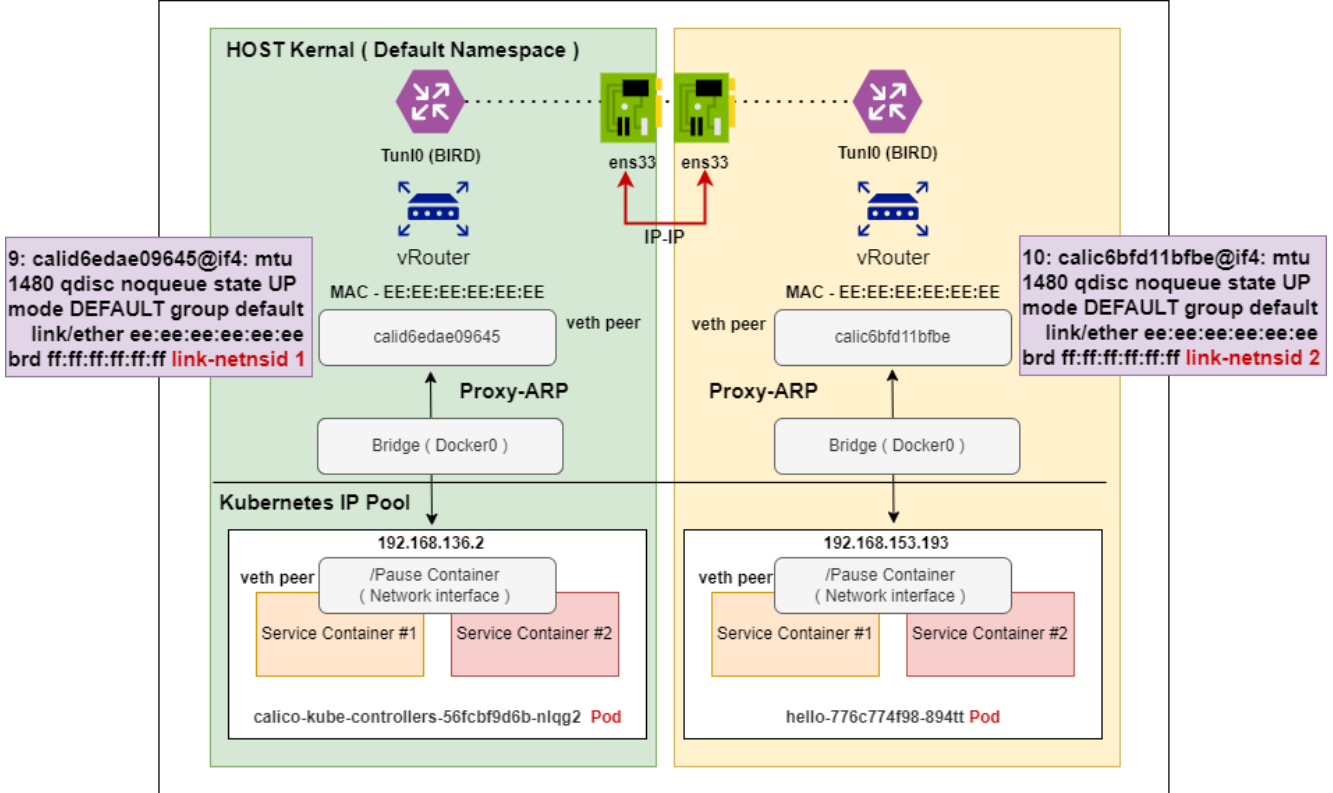 HOST Kernal ( Default Namespace )
Tunl0 (BIRD)
ens33
ens33
Tunl0 (BIRD)
IP-IP
vRouter
vRouter
9: calid6edae09645@if4: mtu
1480 qdisc noqueue state UP
mode DEFAULT group default
link/ether ee:ee:ee:ee:ee:ee
brd ff:ff:ff:ff:ff:ff link-netnsid 1
10: calic6bfd11bfbe@if4: mtu
1480 qdisc noqueue state UP
mode DEFAULT group default
link/ether ee:ee:ee:ee:ee:ee
brd ff:ff:ff:ff:ff:ff link-netnsid 2
MAC - EE:EE:EE:EE:EE:EE
MAC - EE:EE:EE:EE:EE:EE
calid6edae09645
veth peer
veth peer
calic6bfd11bfbe
Proxy-ARP
Proxy-ARP
Bridge ( Docker0 )
Bridge ( Docker0 )
Kubernetes IP Pool
192.168.136.2
veth peer
/Pause Container
( Network interface )
Service Container #1
Service Container #2
calico-kube-controllers-56fcbf9d6b-nlqg2 Pod
192.168.153.193
veth peer
/Pause Container
( Network interface )
Service Container #1
Service Container #2
hello-776c774f98-894tt Pod